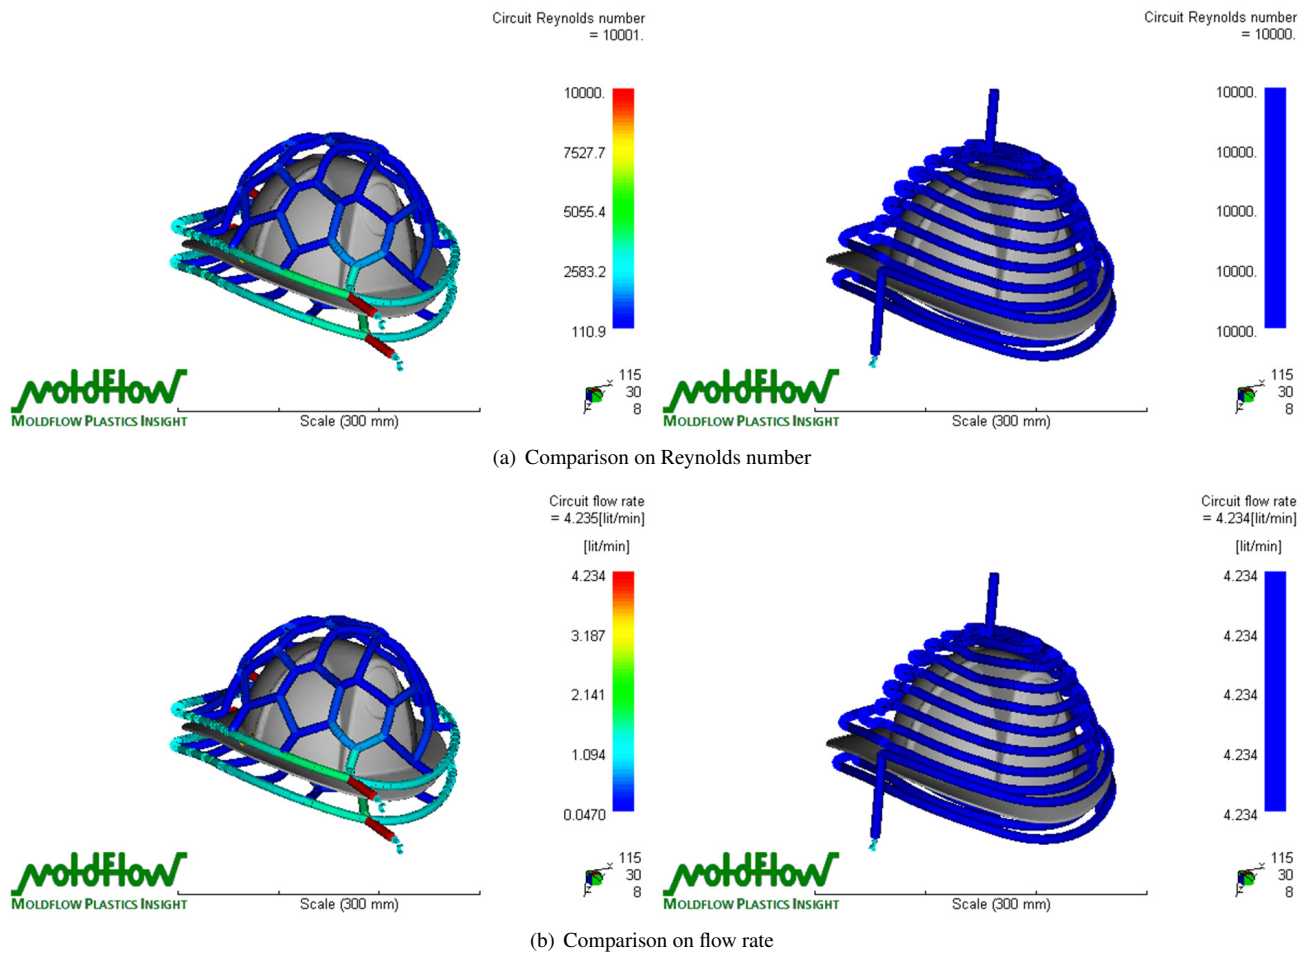 Circuit Reynolds number
= 10001.
10000.
7527.7
5055.4
2583.2
110.9
moldflow
MOLDFLOW PLASTICS INSIGHT
Scale (300 mm)
115
30
8
Circuit Reynolds number
= 10000.
10000.
10000.
10000.
10000.
10000.
moldflow
MOLDFLOW PLASTICS INSIGHT
Scale (300 mm)
115
30
8
(a) Comparison on Reynolds number
Circuit flow rate
= 4.235[lit/min]
[lit/min]
4.234
3.187
2.141
1.094
0.0470
moldflow
MOLDFLOW PLASTICS INSIGHT
Scale (300 mm)
115
30
8
Circuit flow rate
= 4.234[lit/min]
[lit/min]
4.234
4.234
4.234
4.234
4.234
moldflow
MOLDFLOW PLASTICS INSIGHT
Scale (300 mm)
115
30
8
(b) Comparison on flow rate